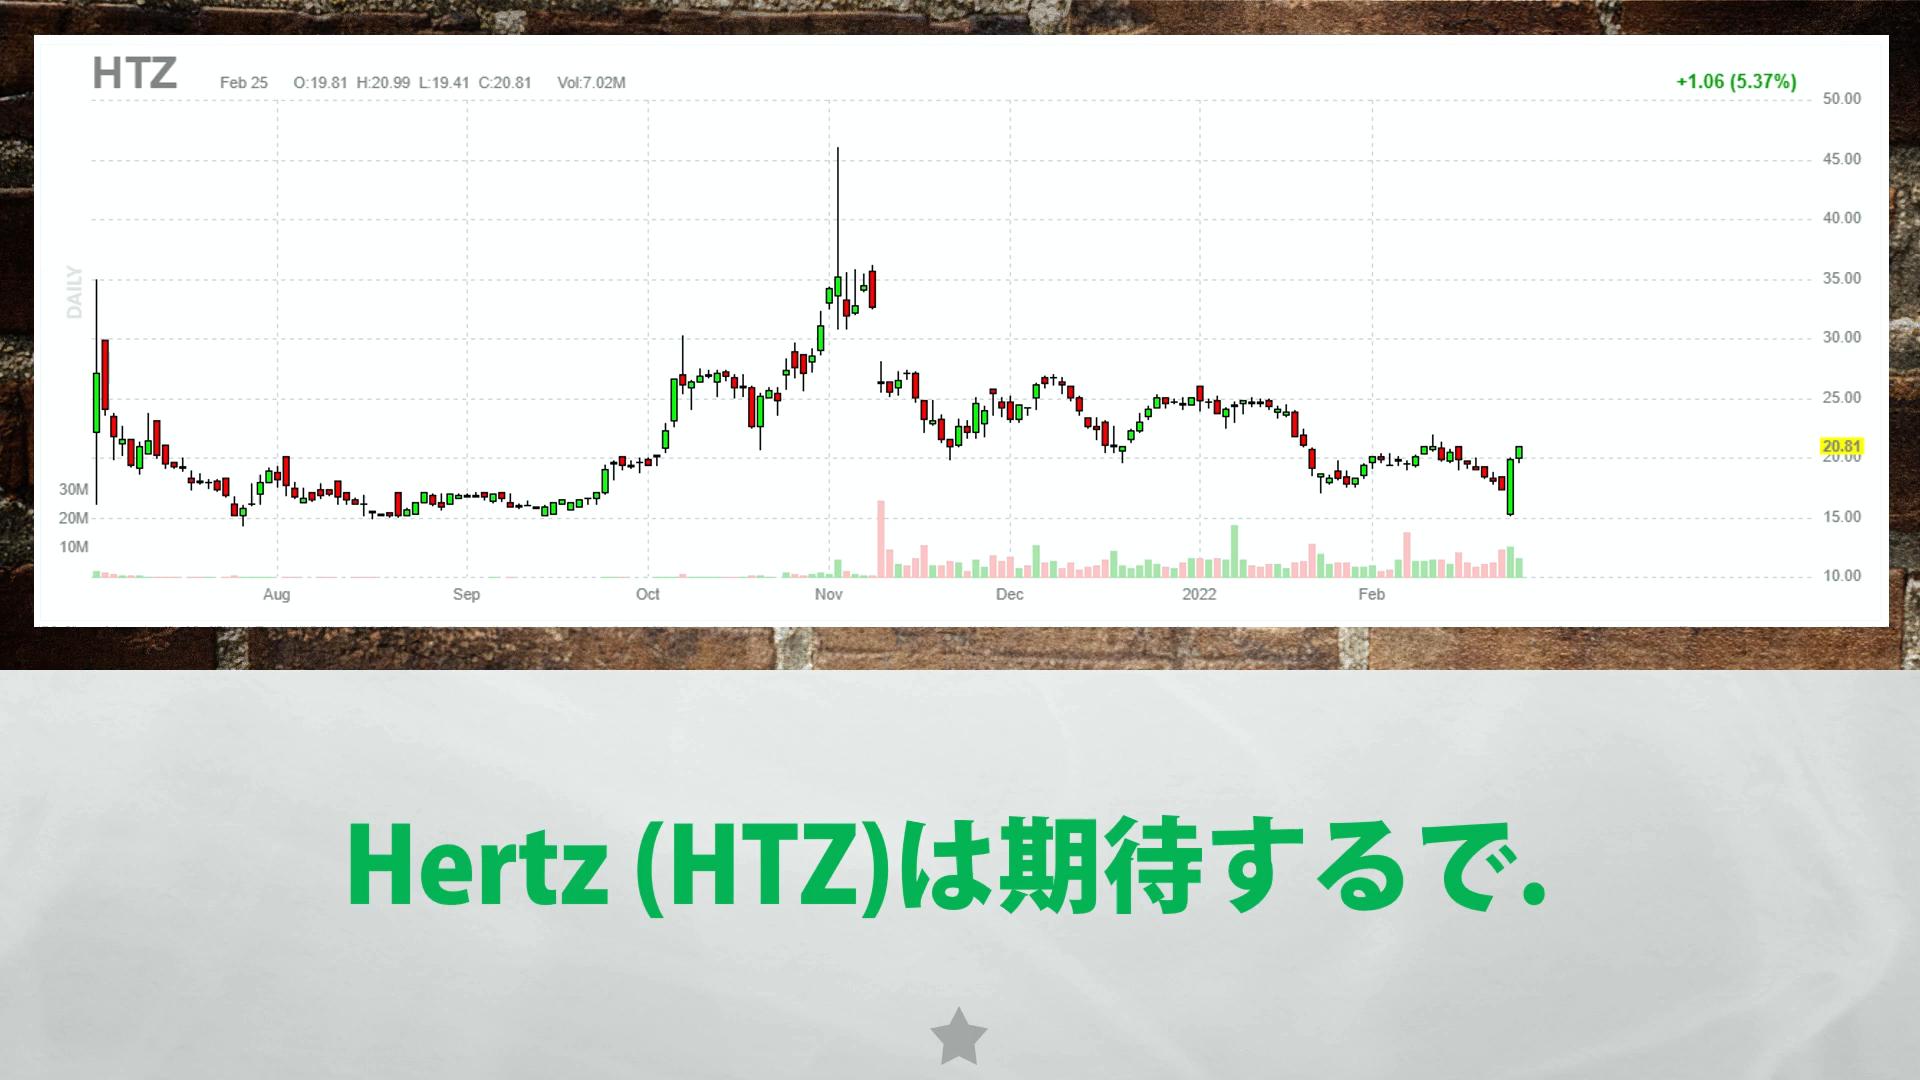 HTZ Feb 25 O:19.81 H:20.99 L:19.41 C:20.81 Vol:7.02M +1.06 (5.37%)
50.00
45.00
40.00
35.00
30.00
25.00
20.81
20.00
15.00
10.00
DAILY
30M
20M
10M
Aug Sep Oct Nov Dec 2022 Feb
Hertz (HTZ)は期待するで.